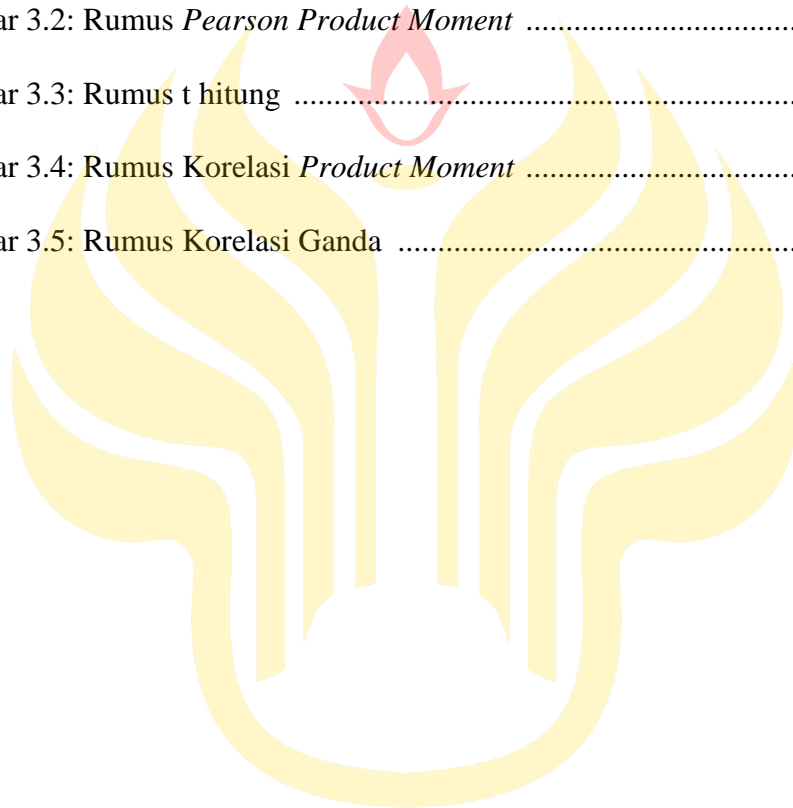 ar 3.2: Rumus Pearson Product Moment ......................................
ar 3.3: Rumus t hitung ........................................................................
ar 3.4: Rumus Korelasi Product Moment ......................................
ar 3.5: Rumus Korelasi Ganda .........................................................